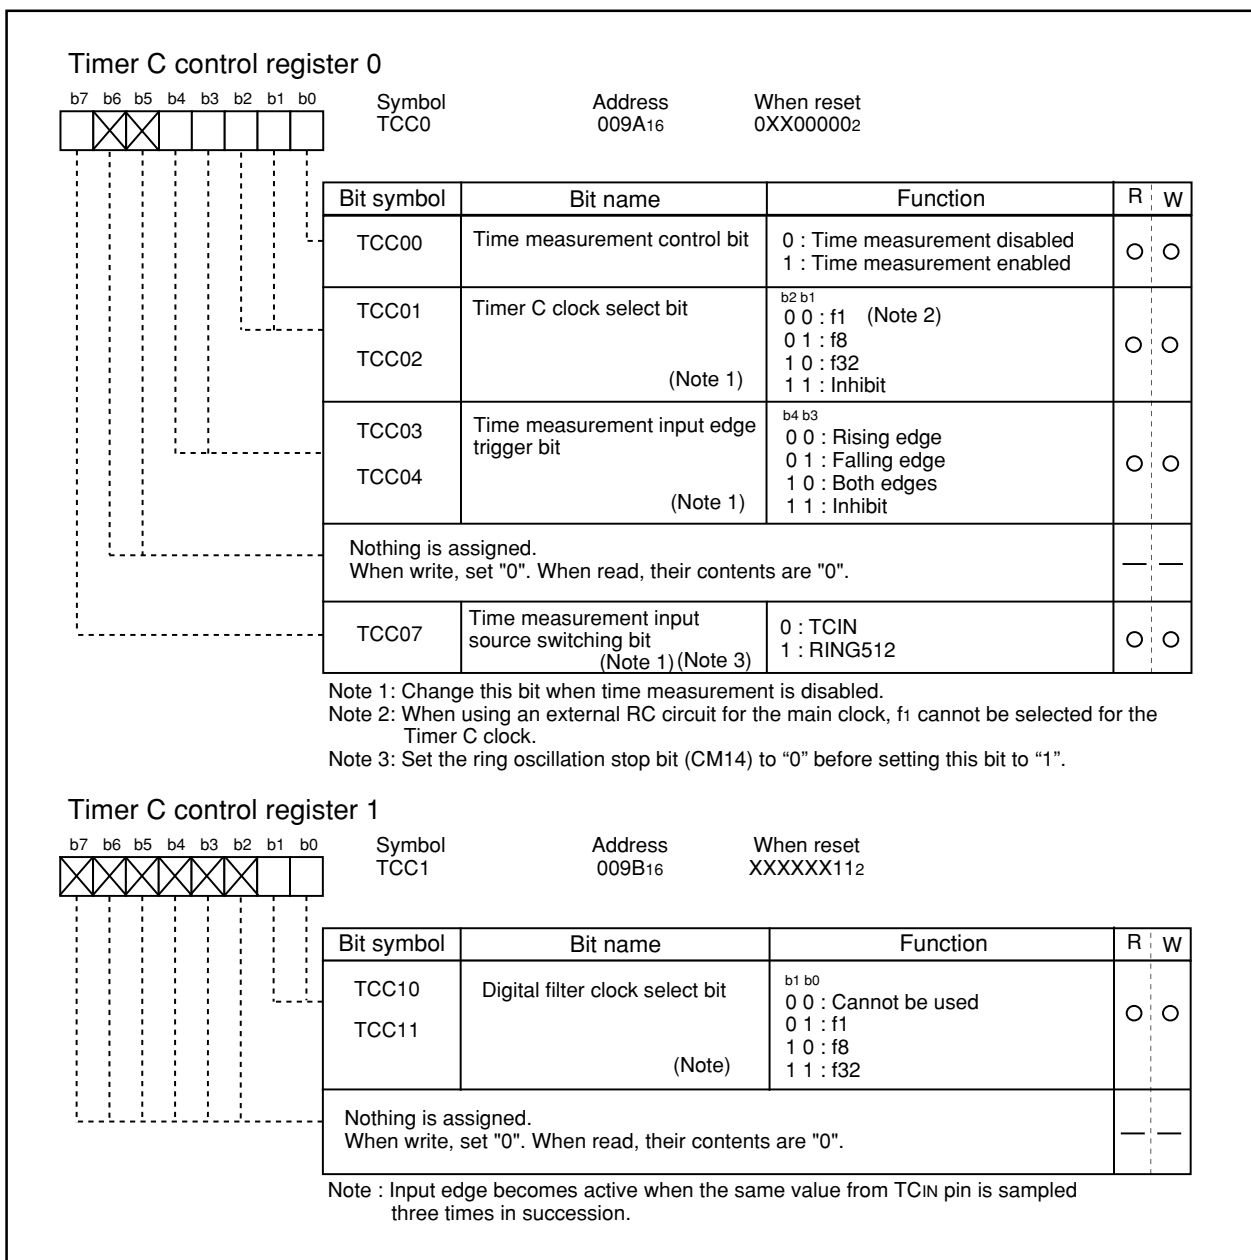 Timer C control register 0
b7 b6 b5 b4 b3 b2 b1 b0
Symbol Address When reset
TCC0 009A16 0XX000002
Bit symbol Bit name Function R W
TCC00 Time measurement control bit 0 : Time measurement disabled
1 : Time measurement enabled
TCC01 Timer C clock select bit b2 b1
0 0 : f1 (Note 2)
0 1 : f8
TCC02 1 0 : f32
(Note 1) 1 1 : Inhibit
TCC03 Time measurement input edge b4 b3
trigger bit 0 0 : Rising edge
0 1 : Falling edge
TCC04 1 0 : Both edges
(Note 1) 1 1 : Inhibit
Nothing is assigned.
When write, set "0". When read, their contents are "0".
TCC07 Time measurement input 0 : TCIN
source switching bit 1 : RING512
(Note 1) (Note 3)
Note 1: Change this bit when time measurement is disabled.
Note 2: When using an external RC circuit for the main clock, f1 cannot be selected for the
Timer C clock.
Note 3: Set the ring oscillation stop bit (CM14) to “0” before setting this bit to “1”.
Timer C control register 1
b7 b6 b5 b4 b3 b2 b1 b0
Symbol Address When reset
TCC1 009B16 XXXXXX112
Bit symbol Bit name Function R W
TCC10 Digital filter clock select bit b1 b0
0 0 : Cannot be used
TCC11 0 1 : f1
1 0 : f8
(Note) 1 1 : f32
Nothing is assigned.
When write, set "0". When read, their contents are "0".
Note : Input edge becomes active when the same value from TCIN pin is sampled
three times in succession.